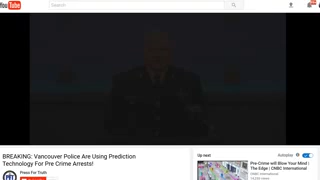 YouTube
Search
BREAKING: Vancouver Police Are Using Prediction
Technology For Pre Crime Arrests!
Press For Truth
Up next
Autoplay
Pre-Crime will Blow Your Mind |
The Edge | CNBC International
CNBC International